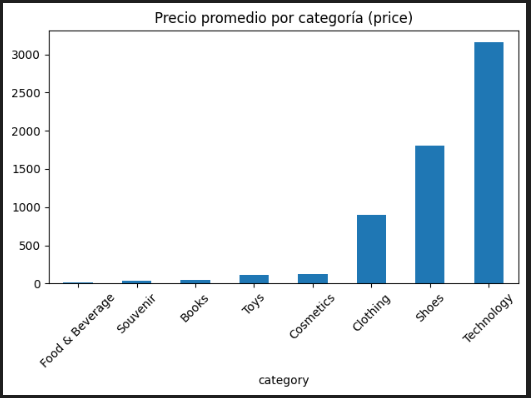 Precio promedio por categoría (price)
3000
2500
2000
1500
1000
500
0
Food & Beverage
Souvenir
Books
Toys
Cosmetics
Clothing
Shoes
Technology
category